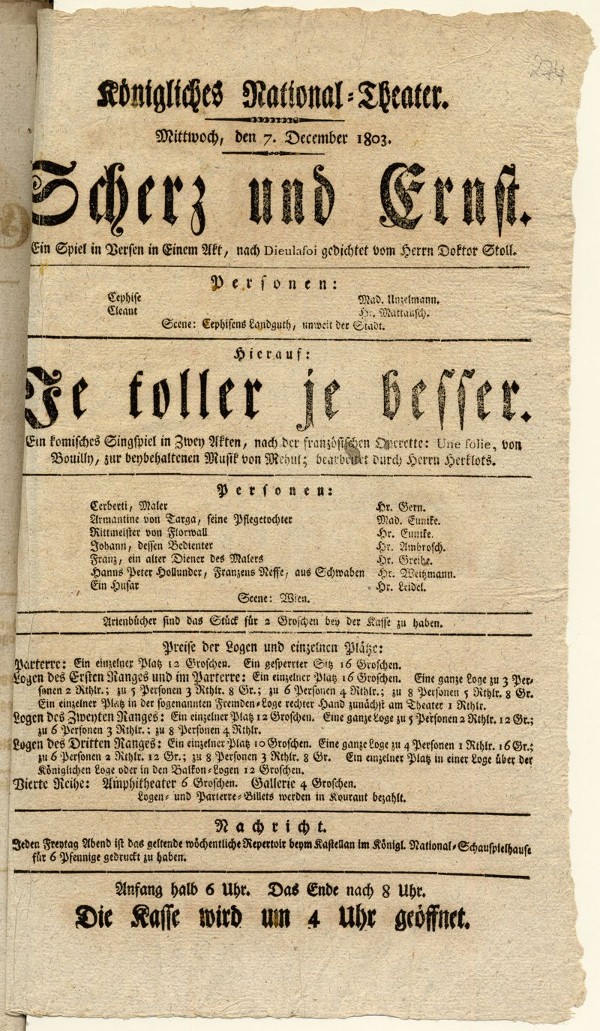 274
Königliches National-Theater.
Mittwoch, den 7. December 1803.
Scherz und Ernst.
Ein Spiel in Versen in Einem Akt, nach Dieulafoi gedichtet vom Herrn Doktor Stoll.
Personen:
Cephise Mad. Unzelmann.
Cleant Hr. Mattausch.
Scene: Cephisens Landguth, unweit der Stadt.
Hierauf:
Je toller je besser.
Ein komisches Singspiel in Zwey Akten, nach der französischen Operette: Une folie, von
Bouilly, zur beybehaltenen Musik von Mehul; bearbeitet durch Herrn Herklots.
Personen:
Cerberti, Maler Hr. Gern.
Armantine von Targa, seine Pflegetochter Mad. Eunike.
Rittmeister von Florwall Hr. Eunike.
Johann, dessen Bedienter Hr. Ambrosch.
Franz, ein alter Diener des Malers Hr. Greibe.
Hanns Peter Hollunder, Franzens Neffe, aus Schwaben Hr. Weitzmann.
Ein Husar Hr. Leidel.
Scene: Wien.
Arienbücher sind das Stück für 2 Groschen bey der Kasse zu haben.
Preise der Logen und einzelnen Plätze:
Parterre: Ein einzelner Platz 12 Groschen. Ein gesperrter Sitz 16 Groschen.
Logen des Ersten Ranges und im Parterre: Ein einzelner Platz 16 Groschen. Eine ganze Loge zu 3 Per-
sonen 2 Rthlr.; zu 5 Personen 3 Rthlr. 8 Gr.; zu 6 Personen 4 Rthlr.; zu 8 Personen 5 Rthlr. 8 Gr.
Ein einzelner Platz in der sogenannten Fremden-Loge rechter Hand zunächst am Theater 1 Rthlr.
Logen des Zweyten Ranges: Ein einzelner Platz 12 Groschen. Eine ganze Loge zu 5 Personen 2 Rthlr. 12 Gr.;
zu 6 Personen 3 Rthlr.; zu 8 Personen 4 Rthlr.
Logen des Dritten Ranges: Ein einzelner Platz 10 Groschen. Eine ganze Loge zu 4 Personen 1 Rthlr. 16 Gr.;
zu 6 Personen 2 Rthlr. 12 Gr.; zu 8 Personen 3 Rthlr. 8 Gr. Ein einzelner Platz in einer Loge über der
Königlichen Loge oder in den Balkon-Logen 12 Groschen.
Vierte Reihe: Amphitheater 6 Groschen. Gallerie 4 Groschen.
Logen- und Parterre-Billets werden in Kourant bezahlt.
Nachricht.
Jeden Freytag Abend ist das geltende wöchentliche Repertoir beym Kastellan im Königl. National-Schauspielhause
für 6 Pfennige gedruckt zu haben.
Anfang halb 6 Uhr. Das Ende nach 8 Uhr.
Die Kasse wird um 4 Uhr geöffnet.